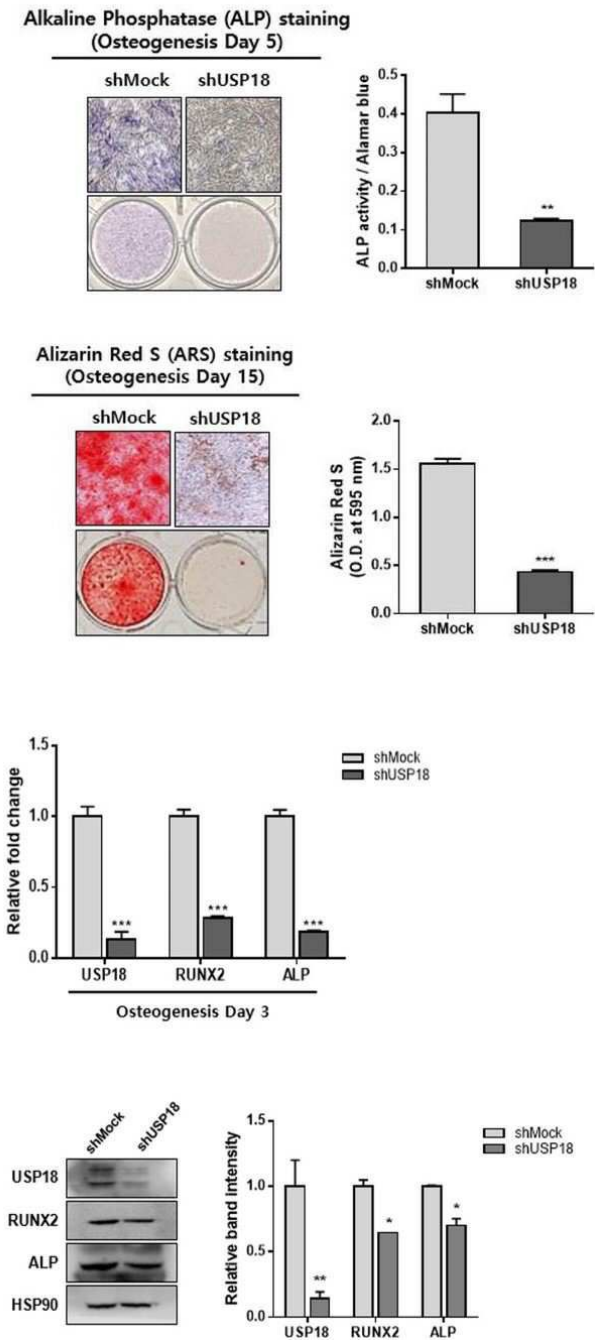 Alkaline Phosphatase (ALP) staining
(Osteogenesis Day 5)
shMock shUSP18
ALP activity / Alamar blue
0.5
0.4
0.3
0.2
0.1
0.0
**
shMock shUSP18
Alizarin Red S (ARS) staining
(Osteogenesis Day 15)
shMock shUSP18
Alizarin Red S
(O.D. at 595 nm)
2.0
1.5
1.0
0.5
0.0
***
shMock shUSP18
Relative fold change
1.5
1.0
0.5
0.0
*** *** ***
USP18 RUNX2 ALP
Osteogenesis Day 3
shMock
shUSP18
shMock shUSP18
USP18
RUNX2
ALP
HSP90
Relative band intensity
1.5
1.0
0.5
0.0
** * *
USP18 RUNX2 ALP
shMock
shUSP18